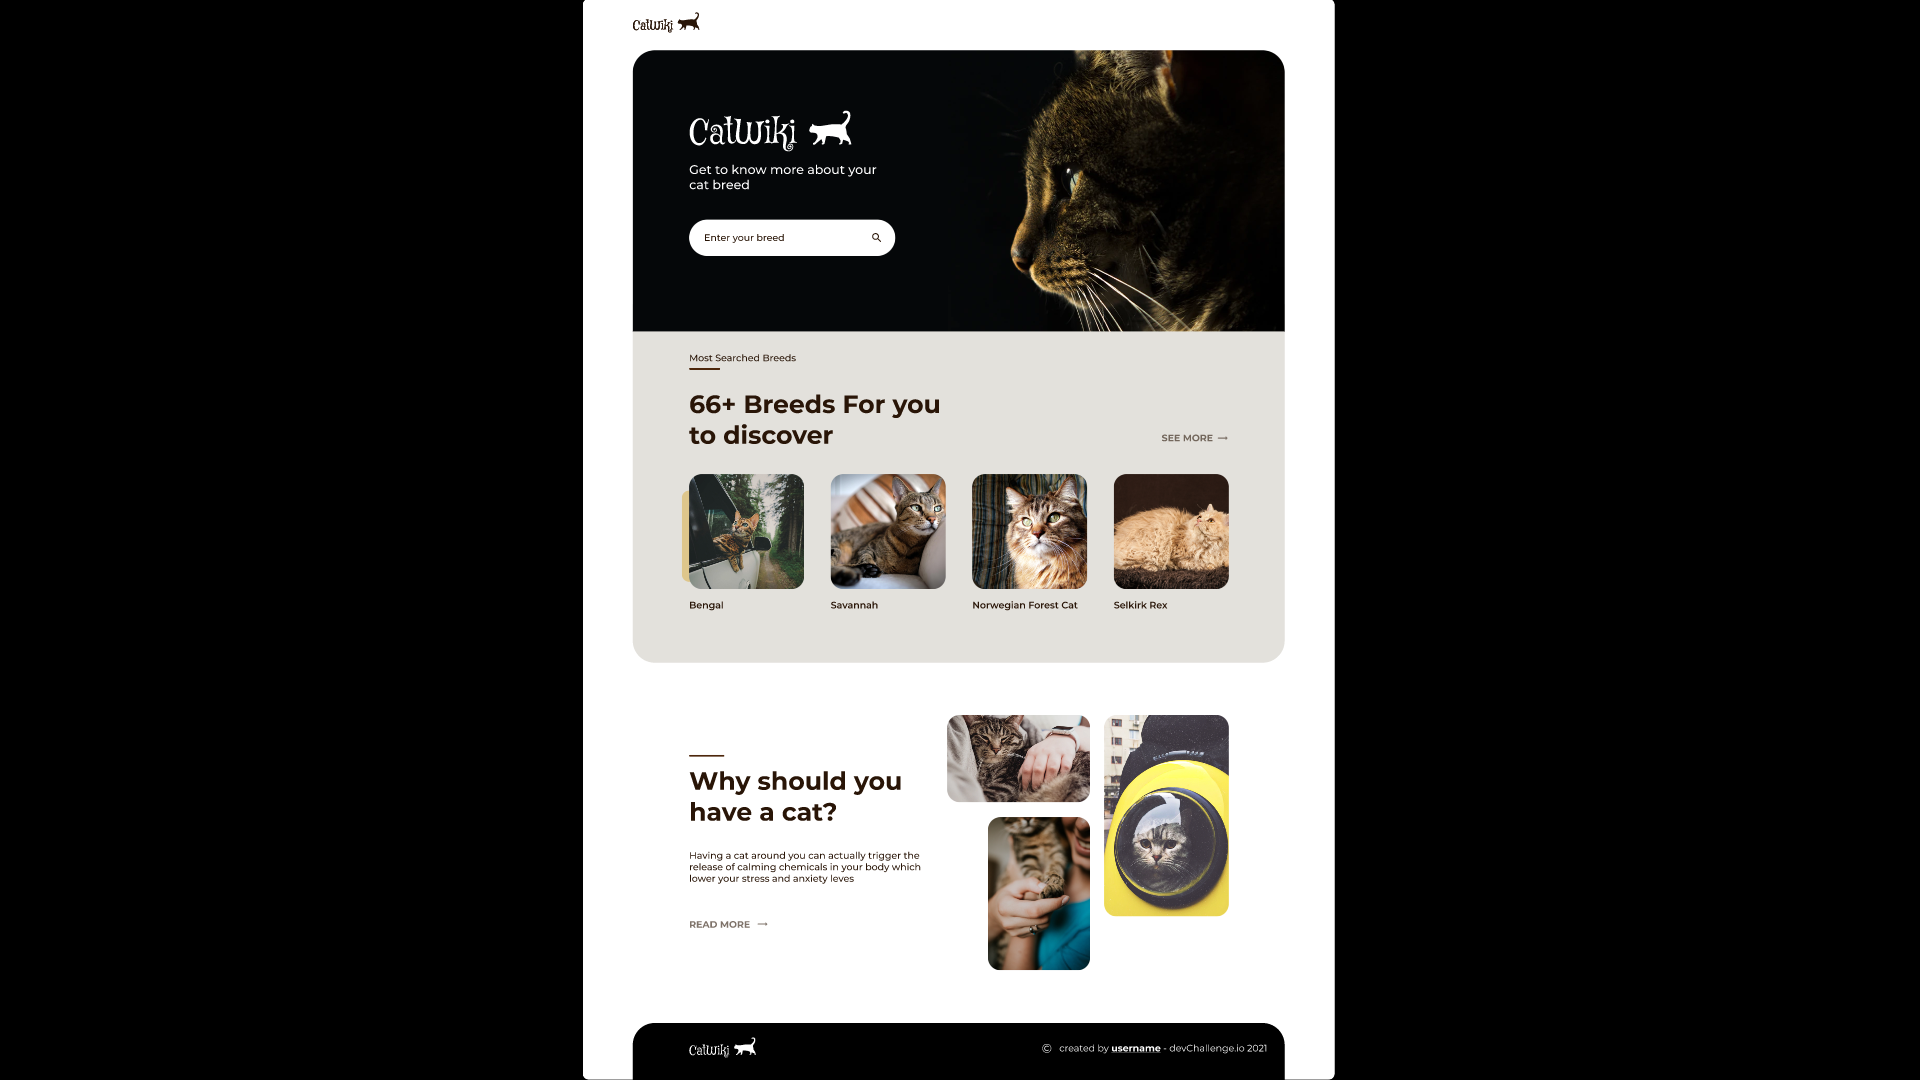 CatWiki
CatWiki
Get to know more about your
cat breed
Enter your breed
Most Searched Breeds
66+ Breeds For you
to discover
SEE MORE
Bengal
Savannah
Norwegian Forest Cat
Selkirk Rex
Why should you
have a cat?
Having a cat around you can actually trigger the
release of calming chemicals in your body which
lower your stress and anxiety leves
READ MORE
CatWiki
© created by username - devChallenge.io 2021